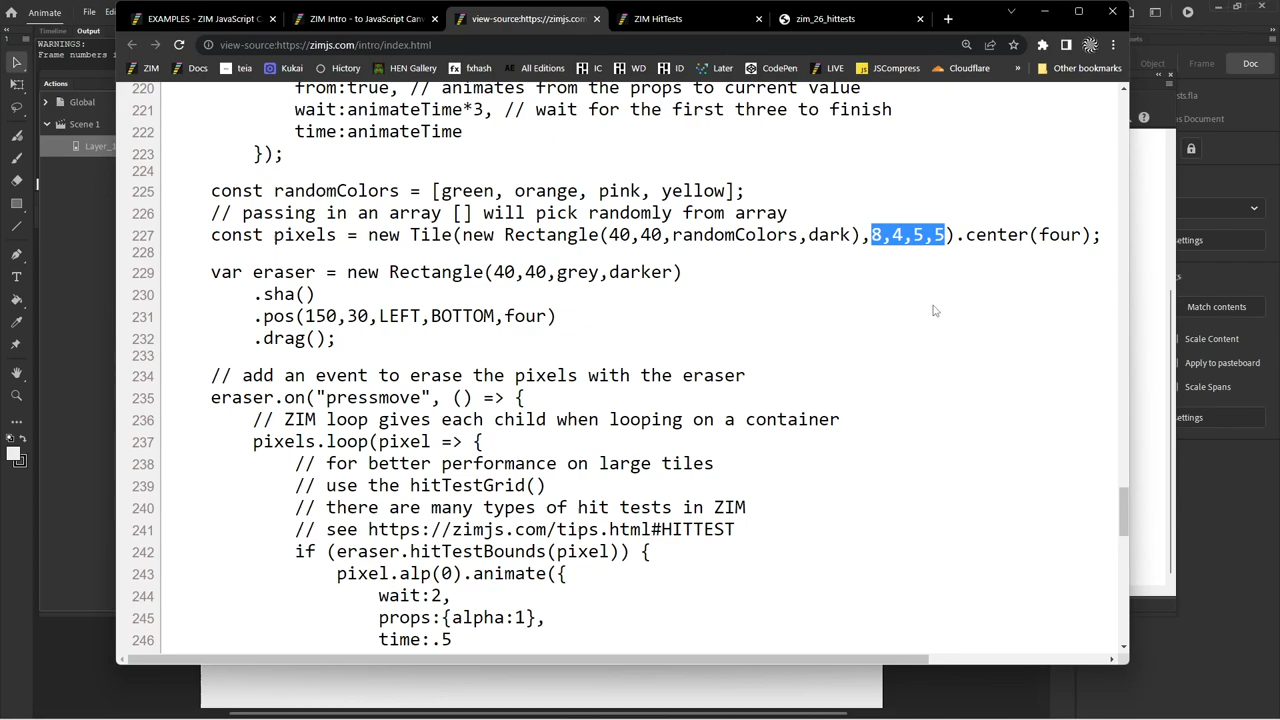 Animate File Ed
EXAMPLES - ZIM JavaScript C × ZIM Intro - to JavaScript Canv × view-source:https://zimjs.com × ZIM HitTests × zim_26_hittests × +
Output
WARNINGS:
Frame numbers i
view-source:https://zimjs.com/intro/index.html
ZIM Docs teia Kukai Hictory HEN Gallery fxhash All Editions IC WD ID Later CodePen LIVE JSCompress Cloudflare » Other bookmarks
Object Frame Doc
Actions
Global
Scene 1
Layer_1
sts.fla
s Document
settings
Match contents
Scale Content
Apply to pasteboard
Scale Spans
settings
220 from:true, // animates from the props to current value
221 wait:animateTime*3, // wait for the first three to finish
222 time:animateTime
223 });
224
225 const randomColors = [green, orange, pink, yellow];
226 // passing in an array [] will pick randomly from array
227 const pixels = new Tile(new Rectangle(40,40,randomColors,dark),8,4,5,5).center(four);
228
229 var eraser = new Rectangle(40,40,grey,darker)
230 .sha()
231 .pos(150,30,LEFT,BOTTOM,four)
232 .drag();
233
234 // add an event to erase the pixels with the eraser
235 eraser.on("pressmove", () => {
236 // ZIM loop gives each child when looping on a container
237 pixels.loop(pixel => {
238 // for better performance on large tiles
239 // use the hitTestGrid()
240 // there are many types of hit tests in ZIM
241 // see https://zimjs.com/tips.html#HITTEST
242 if (eraser.hitTestBounds(pixel)) {
243 pixel.alp(0).animate({
244 wait:2,
245 props:{alpha:1},
246 time:.5